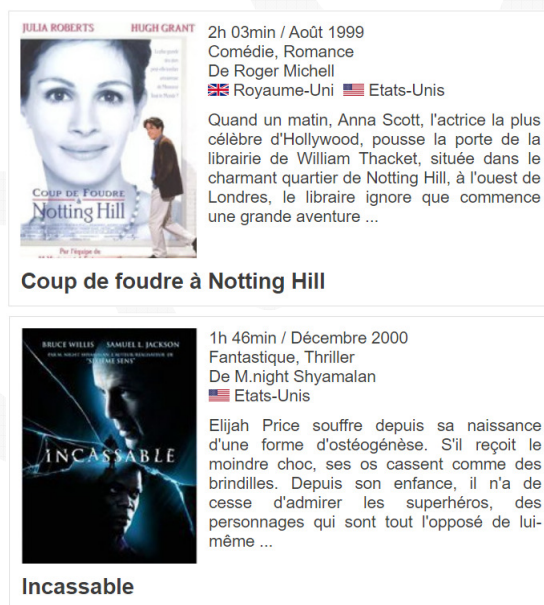 JULIA ROBERTS HUGH GRANT
COUP DE FOUDRE
à
Notting Hill
Par l'équipe de
2h 03min / Août 1999
Comédie, Romance
De Roger Michell
Royaume-Uni Etats-Unis
Quand un matin, Anna Scott, l'actrice la plus
célèbre d'Hollywood, pousse la porte de la
librairie de William Thacket, située dans le
charmant quartier de Notting Hill, à l'ouest de
Londres, le libraire ignore que commence
une grande aventure ...
Coup de foudre à Notting Hill
BRUCE WILLIS SAMUEL L. JACKSON
"SIXIEME SENS"
INCASSABLE
1h 46min / Décembre 2000
Fantastique, Thriller
De M.night Shyamalan
Etats-Unis
Elijah Price souffre depuis sa naissance
d'une forme d'ostéogénèse. S'il reçoit le
moindre choc, ses os cassent comme des
brindilles. Depuis son enfance, il n'a de
cesse d'admirer les superhéros, des
personnages qui sont tout l'opposé de lui-
même ...
Incassable